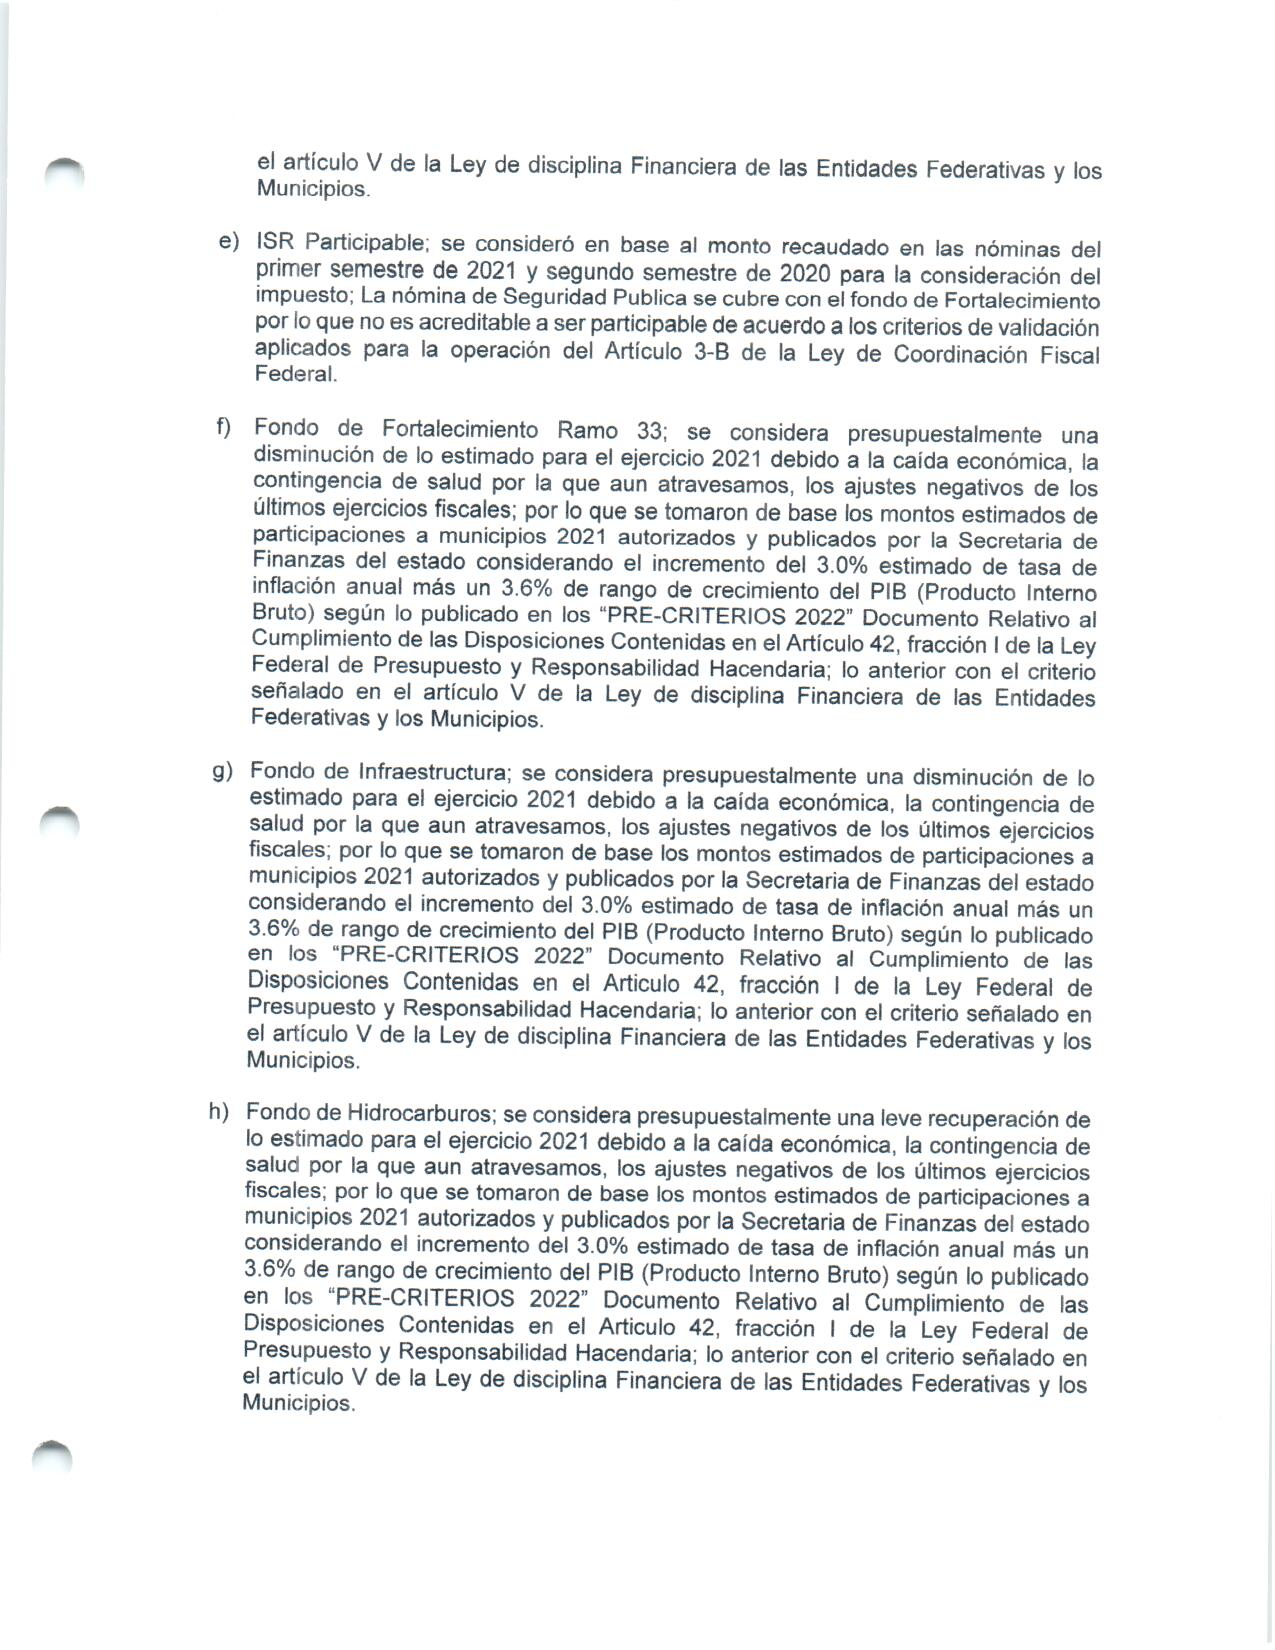 el artículo V de la Ley de disciplina Financiera de las Entidades Federativas y los
Municipios.
e) ISR Participable; se consideró en base al monto recaudado en las nóminas del
primer semestre de 2021 y segundo semestre de 2020 para la consideración del
impuesto; La nómina de Seguridad Publica se cubre con el fondo de Fortalecimiento
por lo que no es acreditable a ser participable de acuerdo a los criterios de validación
aplicados para la operación del Artículo 3-B de la Ley de Coordinación Fiscal
Federal.
f) Fondo de Fortalecimiento Ramo 33; se considera presupuestalmente una
disminución de lo estimado para el ejercicio 2021 debido a la caída económica, la
contingencia de salud por la que aun atravesamos, los ajustes negativos de los
últimos ejercicios fiscales; por lo que se tomaron de base los montos estimados de
participaciones a municipios 2021 autorizados y publicados por la Secretaria de
Finanzas del estado considerando el incremento del 3.0% estimado de tasa de
inflación anual más un 3.6% de rango de crecimiento del PIB (Producto Interno
Bruto) según lo publicado en los “PRE-CRITERIOS 2022” Documento Relativo al
Cumplimiento de las Disposiciones Contenidas en el Artículo 42, fracción I de la Ley
Federal de Presupuesto y Responsabilidad Hacendaria; lo anterior con el criterio
señalado en el artículo V de la Ley de disciplina Financiera de las Entidades
Federativas y los Municipios.
g) Fondo de Infraestructura; se considera presupuestalmente una disminución de lo
estimado para el ejercicio 2021 debido a la caída económica, la contingencia de
salud por la que aun atravesamos, los ajustes negativos de los últimos ejercicios
fiscales; por lo que se tomaron de base los montos estimados de participaciones a
municipios 2021 autorizados y publicados por la Secretaria de Finanzas del estado
considerando el incremento del 3.0% estimado de tasa de inflación anual más un
3.6% de rango de crecimiento del PIB (Producto Interno Bruto) según lo publicado
en los “PRE-CRITERIOS 2022” Documento Relativo al Cumplimiento de las
Disposiciones Contenidas en el Articulo 42, fracción I de la Ley Federal de
Presupuesto y Responsabilidad Hacendaria; lo anterior con el criterio señalado en
el artículo V de la Ley de disciplina Financiera de las Entidades Federativas y los
Municipios.
h) Fondo de Hidrocarburos; se considera presupuestalmente una leve recuperación de
lo estimado para el ejercicio 2021 debido a la caída económica, la contingencia de
salud por la que aun atravesamos, los ajustes negativos de los últimos ejercicios
fiscales; por lo que se tomaron de base los montos estimados de participaciones a
municipios 2021 autorizados y publicados por la Secretaria de Finanzas del estado
considerando el incremento del 3.0% estimado de tasa de inflación anual más un
3.6% de rango de crecimiento del PIB (Producto Interno Bruto) según lo publicado
en los “PRE-CRITERIOS 2022” Documento Relativo al Cumplimiento de las
Disposiciones Contenidas en el Articulo 42, fracción I de la Ley Federal de
Presupuesto y Responsabilidad Hacendaria; lo anterior con el criterio señalado en
el artículo V de la Ley de disciplina Financiera de las Entidades Federativas y los
Municipios.